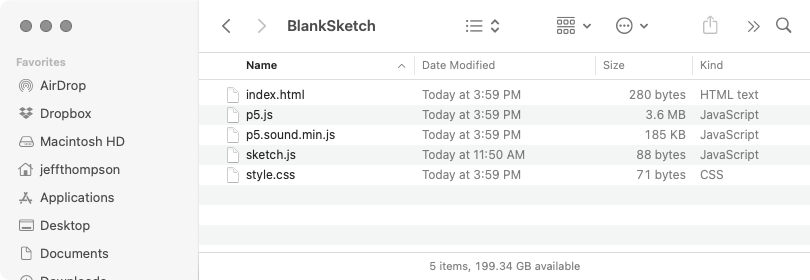 BlankSketch
Favorites
AirDrop
Dropbox
Macintosh HD
jeffthompson
Applications
Desktop
Documents
Downloads
Name Date Modified Size Kind
index.html Today at 3:59 PM 280 bytes HTML text
p5.js Today at 3:59 PM 3.6 MB JavaScript
p5.sound.min.js Today at 3:59 PM 185 KB JavaScript
sketch.js Today at 11:50 AM 88 bytes JavaScript
style.css Today at 3:59 PM 71 bytes CSS
5 items, 199.34 GB available